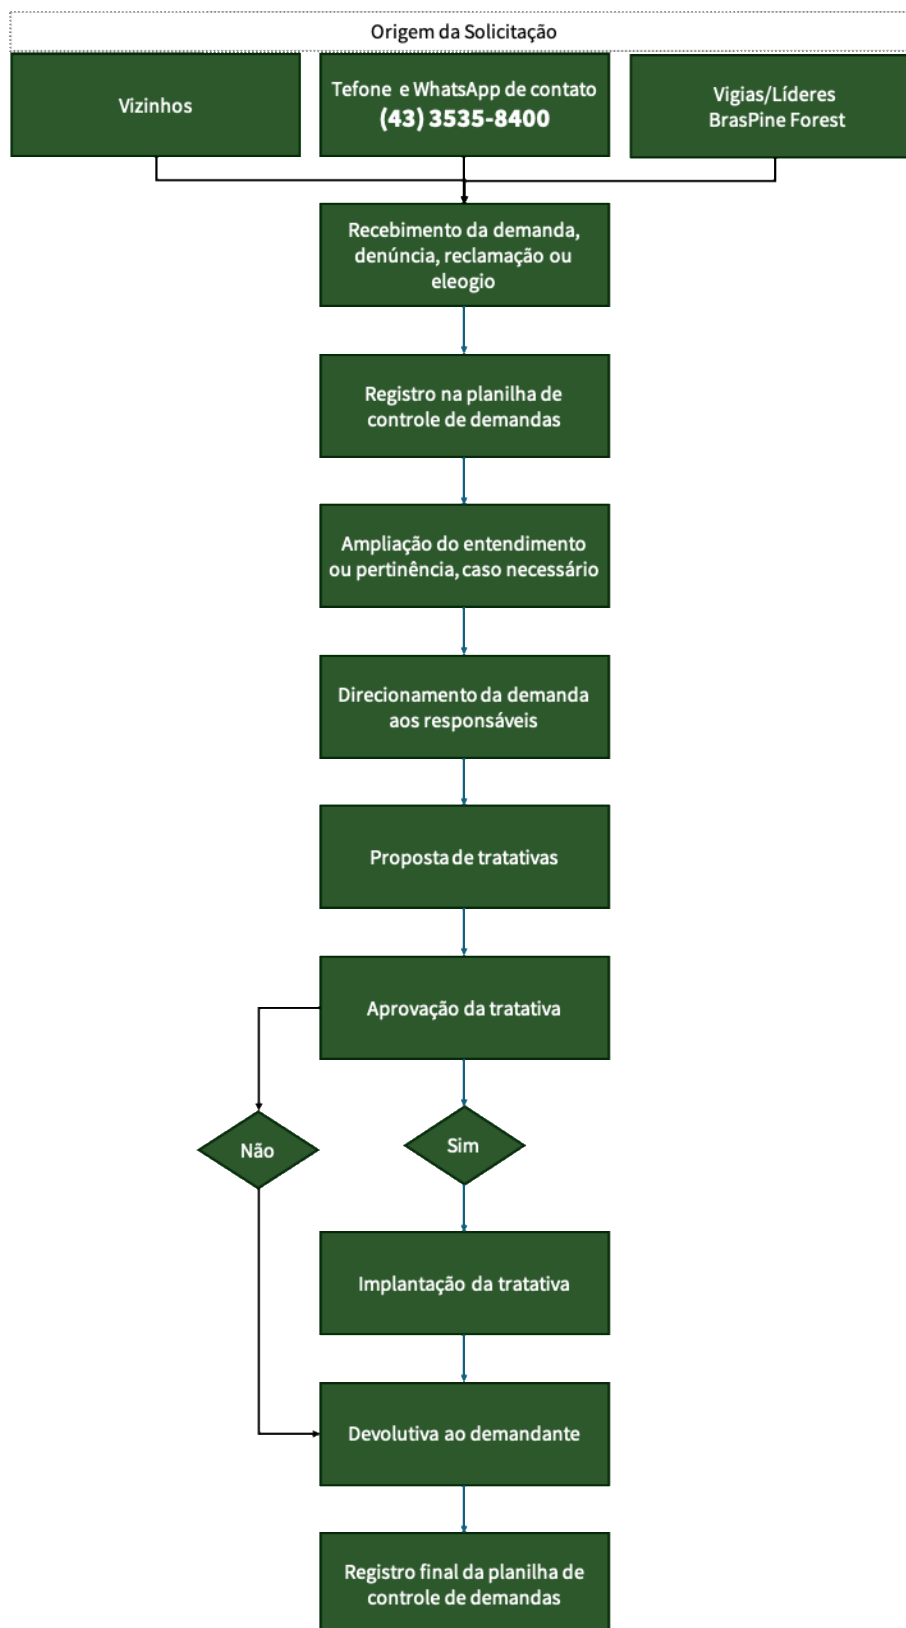 Origem da Solicitação
Vizinhos
Tefone e WhatsApp de contato
(43) 3535-8400
Vigias/Líderes
BrasPine Forest
Recebimento da demanda,
denúncia, reclamação ou
eleogio
Registro na planilha de
controle de demandas
Ampliação do entendimento
ou pertinência, caso necessário
Direcionamento da demanda
aos responsáveis
Proposta de tratativas
Aprovação da tratativa
Não
Sim
Implantação da tratativa
Devolutiva ao demandante
Registro final da planilha de
controle de demandas